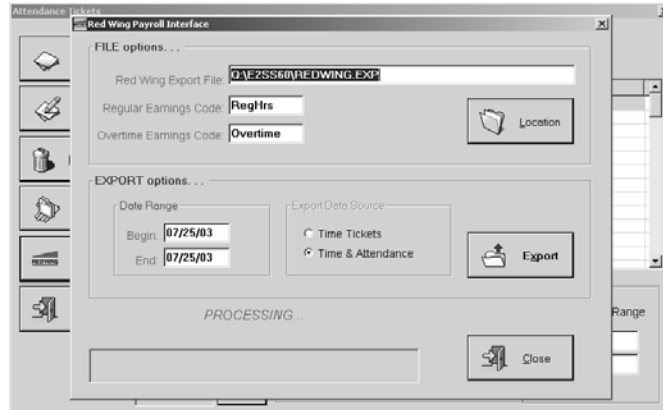 Attendance Tickets
Red Wing Payroll Interface
FILE options. . .
Red Wing Export File: Q:\E2SS60\REDWING.EXP
Regular Earnings Code: RegHrs
Overtime Earnings Code: Overtime
Location
EXPORT options. . .
Date Range
Begin: 07/25/03
End: 07/25/03
Export Data Source
Time Tickets
Time & Attendance
Export
PROCESSING...
Range
Close